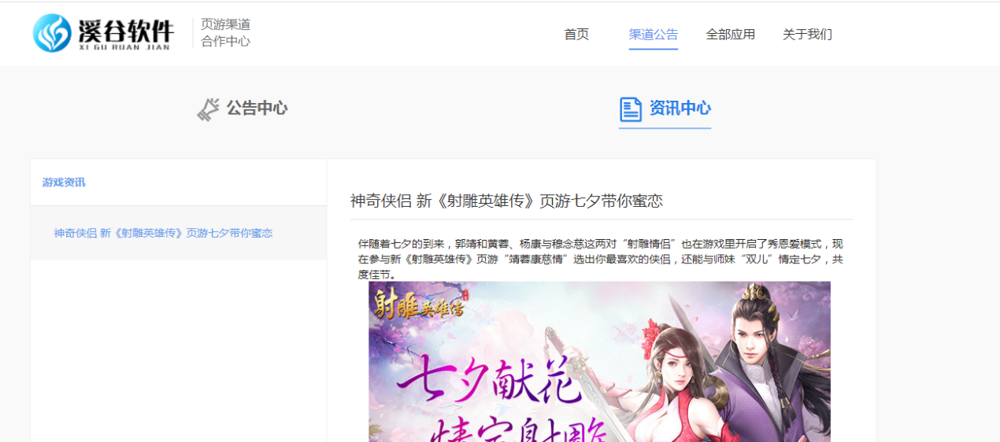 溪谷软件
XI GU RUAN JIAN
页游渠道
合作中心
首页
渠道公告
全部应用
关于我们
公告中心
资讯中心
游戏资讯
神奇侠侣 新《射雕英雄传》页游七夕带你蜜恋
神奇侠侣 新《射雕英雄传》页游七夕带你蜜恋
伴随着七夕的到来，郭靖和黄蓉、杨康与穆念慈这两对“射雕情侣”也在游戏里开启了秀恩爱模式，现
在参与新《射雕英雄传》页游“靖蓉康慈情”选出你最喜欢的侠侣，还能与师妹“双儿”情定七夕，共
度佳节。
射雕英雄传
七夕献花
情定射雕